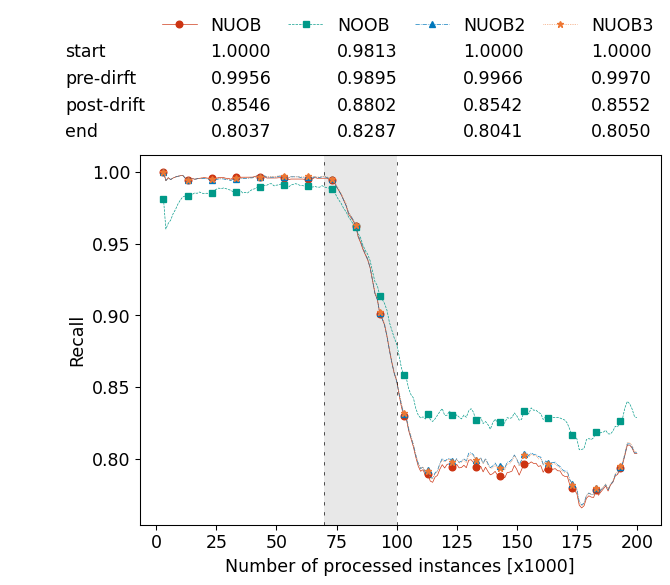 NUOB NOOB NUOB2 NUOB3
start 1.0000 0.9813 1.0000 1.0000
pre-dirft 0.9956 0.9895 0.9966 0.9970
post-drift 0.8546 0.8802 0.8542 0.8552
end 0.8037 0.8287 0.8041 0.8050
1.00
0.95
0.90
0.85
0.80
Recall
0 25 50 75 100 125 150 175 200
Number of processed instances [x1000]